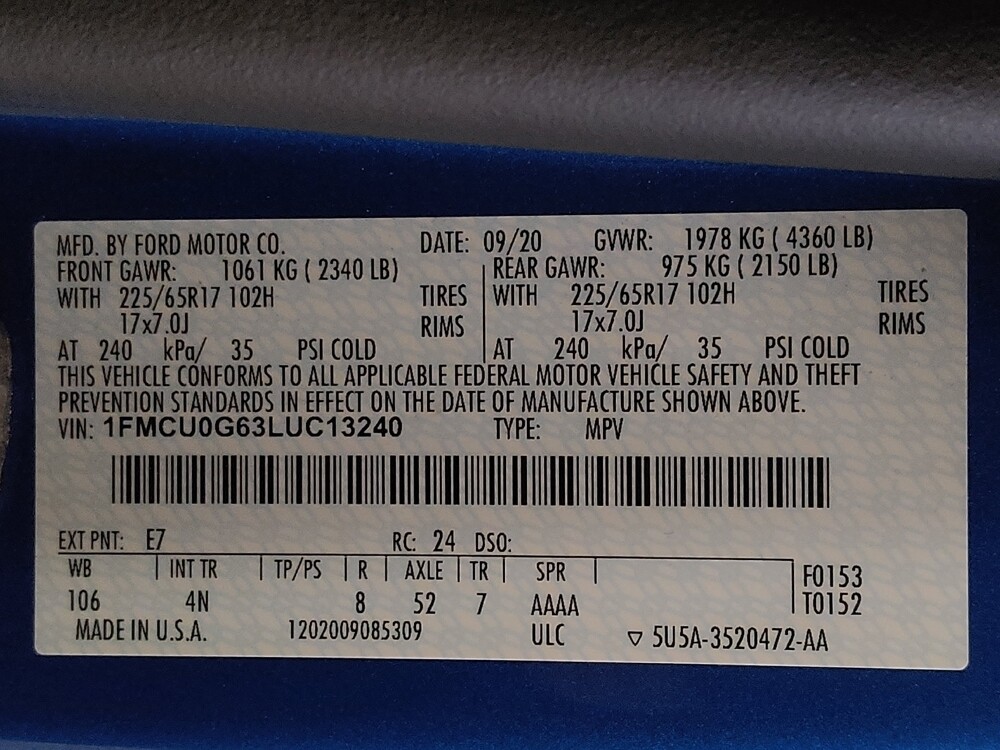 MFD. BY FORD MOTOR CO. DATE: 09/20 GVWR: 1978 KG ( 4360 LB)
FRONT GAWR: 1061 KG ( 2340 LB) REAR GAWR: 975 KG ( 2150 LB)
WITH 225/65R17 102H TIRES WITH 225/65R17 102H TIRES
17x7.0J RIMS 17x7.0J RIMS
AT 240 kPa/ 35 PSI COLD AT 240 kPa/ 35 PSI COLD
THIS VEHICLE CONFORMS TO ALL APPLICABLE FEDERAL MOTOR VEHICLE SAFETY AND THEFT
PREVENTION STANDARDS IN EFFECT ON THE DATE OF MANUFACTURE SHOWN ABOVE.
VIN: 1FMCU0G63LUC13240 TYPE: MPV
EXT PNT: E7 RC: 24 DSO:
WB INT TR TP/PS R AXLE TR SPR F0153
106 4N 8 52 7 AAAA T0152
MADE IN U.S.A. 1202009085309 ULC ▽ 5U5A-3520472-AA